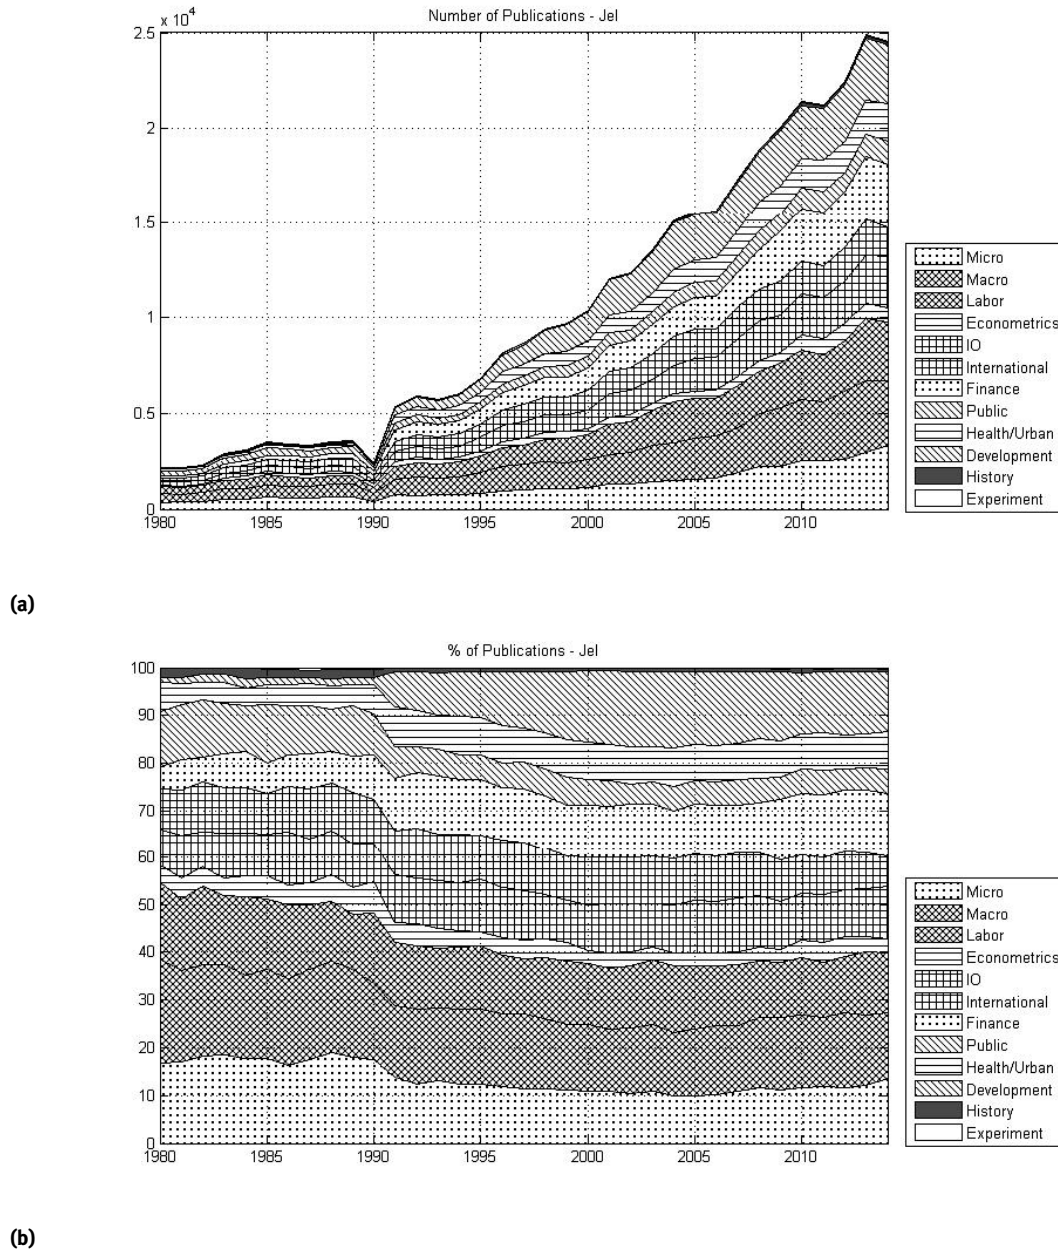 Number of Publications - Jel
x 10^4
2.5
2
1.5
1
0.5
0
1980 1985 1990 1995 2000 2005 2010
Micro
Macro
Labor
Econometrics
IO
International
Finance
Public
Health/Urban
Development
History
Experiment
(a)
% of Publications - Jel
100
90
80
70
60
50
40
30
20
10
0
1980 1985 1990 1995 2000 2005 2010
Micro
Macro
Labor
Econometrics
IO
International
Finance
Public
Health/Urban
Development
History
Experiment
(b)